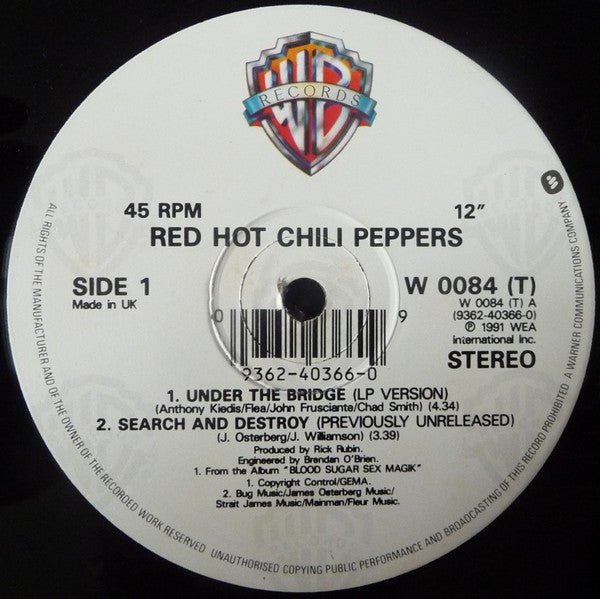 WB
RECORDS
45 RPM
12"
RED HOT CHILI PEPPERS
SIDE 1
Made in UK
W 0084 (T)
W 0084 (T) A
(9362-40366-0)
℗ 1991 WEA
International Inc.
STEREO
0 9
9362-40366-0
1. UNDER THE BRIDGE (LP VERSION)
(Anthony Kiedis/Flea/John Frusciante/Chad Smith) (4.34)
2. SEARCH AND DESTROY (PREVIOUSLY UNRELEASED)
(J. Osterberg/J. Williamson) (3.39)
Produced by Rick Rubin.
Engineered by Brendan O'Brien.
1. From the Album "BLOOD SUGAR SEX MAGIK"
1. Copyright Control/GEMA.
2. Bug Music/James Osterberg Music/
Strait James Music/Mainman/Fleur Music.
ALL RIGHTS OF THE MANUFACTURER AND OF THE OWNER OF THE RECORDED WORK RESERVED UNAUTHORISED COPYING PUBLIC PERFORMANCE AND BROADCASTING OF THIS RECORD PROHIBITED A WARNER COMMUNICATIONS COMPANY